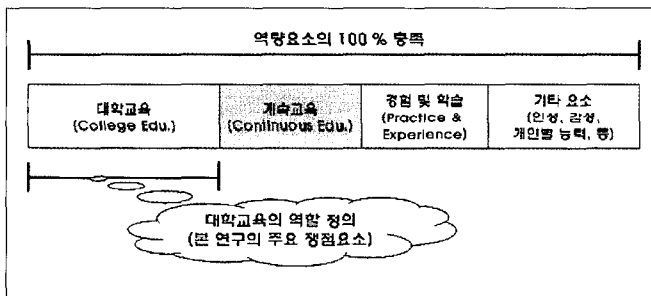 역량요소의 100 % 충족
대학교육
(College Edu.)
계속교육
(Continuous Edu.)
경험 및 학습
(Practice &
Experience)
기타 요소
(인성, 감성,
개인별 능력, 등)
대학교육의 역할 정의
(본 연구의 주요 쟁점요소)